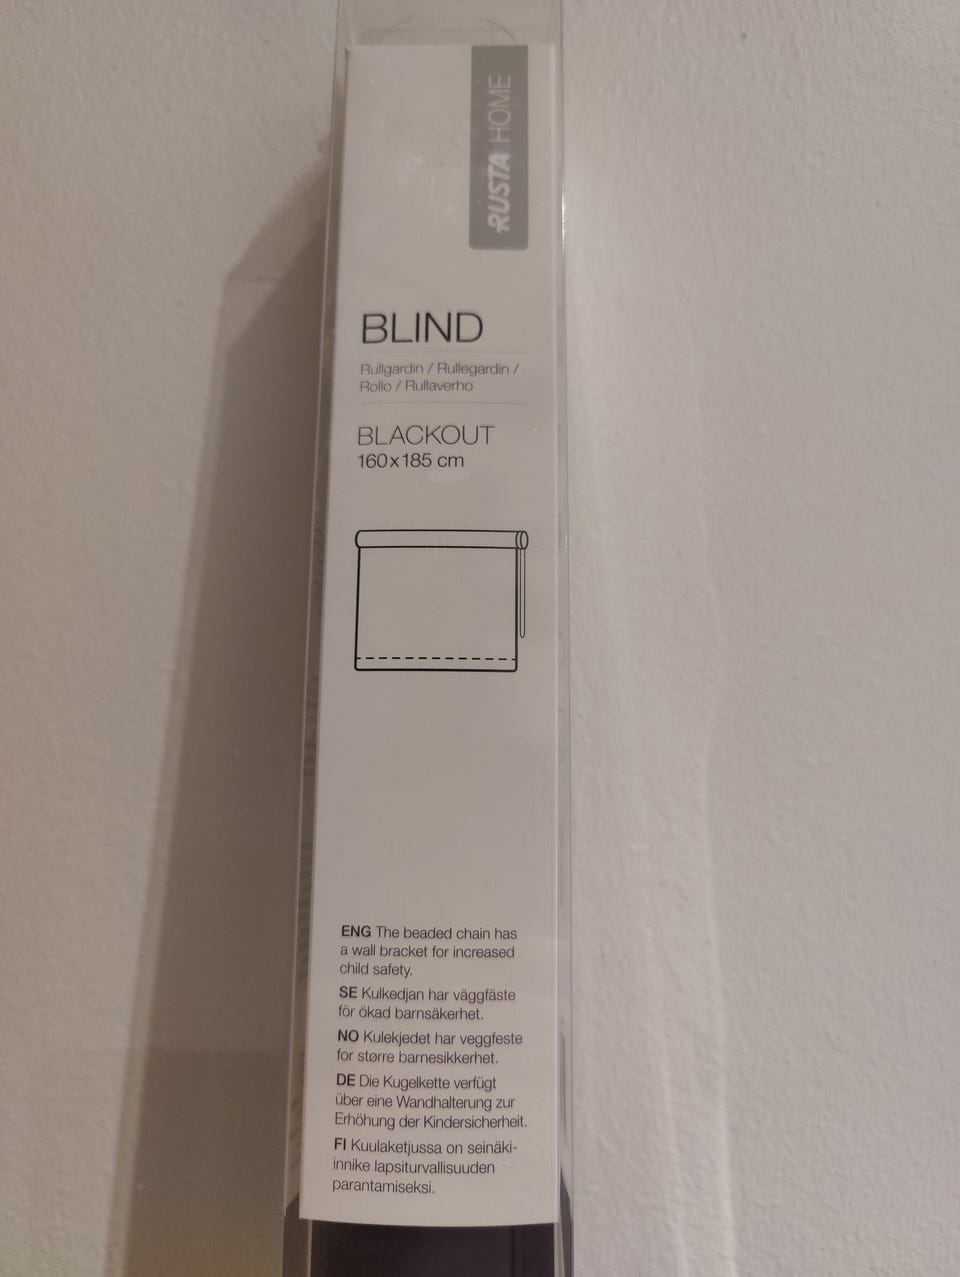 RUSTA HOME
BLIND
Rullgardin / Rullegardin /
Rollo / Rullaverho
BLACKOUT
160x185 cm
ENG The beaded chain has
a wall bracket for increased
child safety.
SE Kulkedjan har väggfäste
för ökad barnsäkerhet.
NO Kulekjedet har veggfeste
for større barnesikkerhet.
DE Die Kugelkette verfügt
über eine Wandhalterung zur
Erhöhung der Kindersicherheit.
FI Kuulaketjussa on seinäki-
innike lapsiturvallisuuden
parantamiseksi.